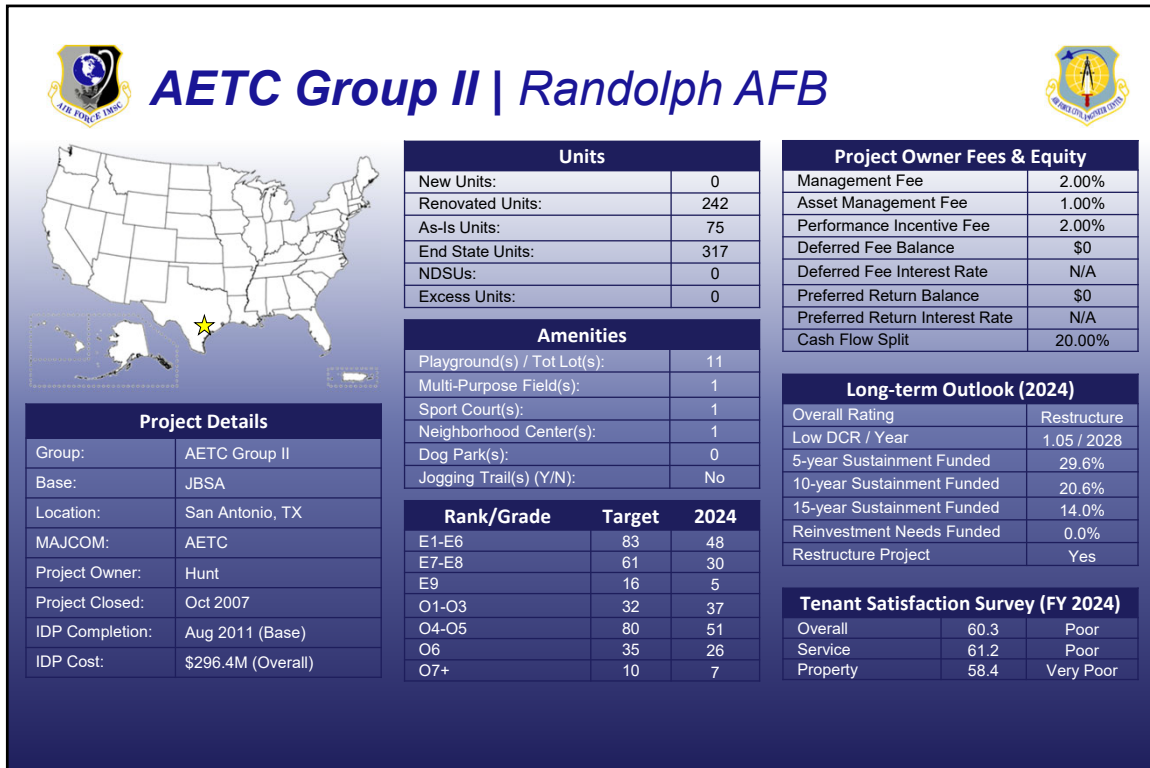 AETC Group II | Randolph AFB
AIR FORCE IMSC
AIR FORCE CIVIL ENGINEER CENTER
Project Details
Group: AETC Group II
Base: JBSA
Location: San Antonio, TX
MAJCOM: AETC
Project Owner: Hunt
Project Closed: Oct 2007
IDP Completion: Aug 2011 (Base)
IDP Cost: $296.4M (Overall)
Units
New Units: 0
Renovated Units: 242
As-Is Units: 75
End State Units: 317
NDSUs: 0
Excess Units: 0
Amenities
Playground(s) / Tot Lot(s): 11
Multi-Purpose Field(s): 1
Sport Court(s): 1
Neighborhood Center(s): 1
Dog Park(s): 0
Jogging Trail(s) (Y/N): No
Rank/Grade Target 2024
E1-E6 83 48
E7-E8 61 30
E9 16 5
O1-O3 32 37
O4-O5 80 51
O6 35 26
O7+ 10 7
Project Owner Fees & Equity
Management Fee 2.00%
Asset Management Fee 1.00%
Performance Incentive Fee 2.00%
Deferred Fee Balance $0
Deferred Fee Interest Rate N/A
Preferred Return Balance $0
Preferred Return Interest Rate N/A
Cash Flow Split 20.00%
Long-term Outlook (2024)
Overall Rating Restructure
Low DCR / Year 1.05 / 2028
5-year Sustainment Funded 29.6%
10-year Sustainment Funded 20.6%
15-year Sustainment Funded 14.0%
Reinvestment Needs Funded 0.0%
Restructure Project Yes
Tenant Satisfaction Survey (FY 2024)
Overall 60.3 Poor
Service 61.2 Poor
Property 58.4 Very Poor